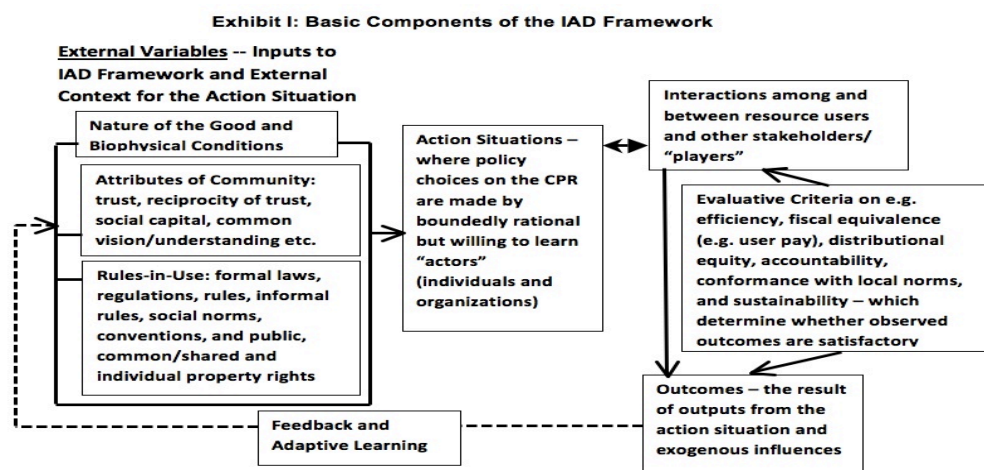 Exhibit I: Basic Components of the IAD Framework
External Variables -- Inputs to
IAD Framework and External
Context for the Action Situation
Nature of the Good and
Biophysical Conditions
Attributes of Community:
trust, reciprocity of trust,
social capital, common
vision/understanding etc.
Rules-in-Use: formal laws,
regulations, rules, informal
rules, social norms,
conventions, and public,
common/shared and
individual property rights
Action Situations –
where policy
choices on the CPR
are made by
boundedly rational
but willing to learn
“actors”
(individuals and
organizations)
Interactions among and
between resource users
and other stakeholders/
“players”
Evaluative Criteria on e.g.
efficiency, fiscal equivalence
(e.g. user pay), distributional
equity, accountability,
conformance with local norms,
and sustainability – which
determine whether observed
outcomes are satisfactory
Outcomes – the result
of outputs from the
action situation and
exogenous influences
Feedback and
Adaptive Learning